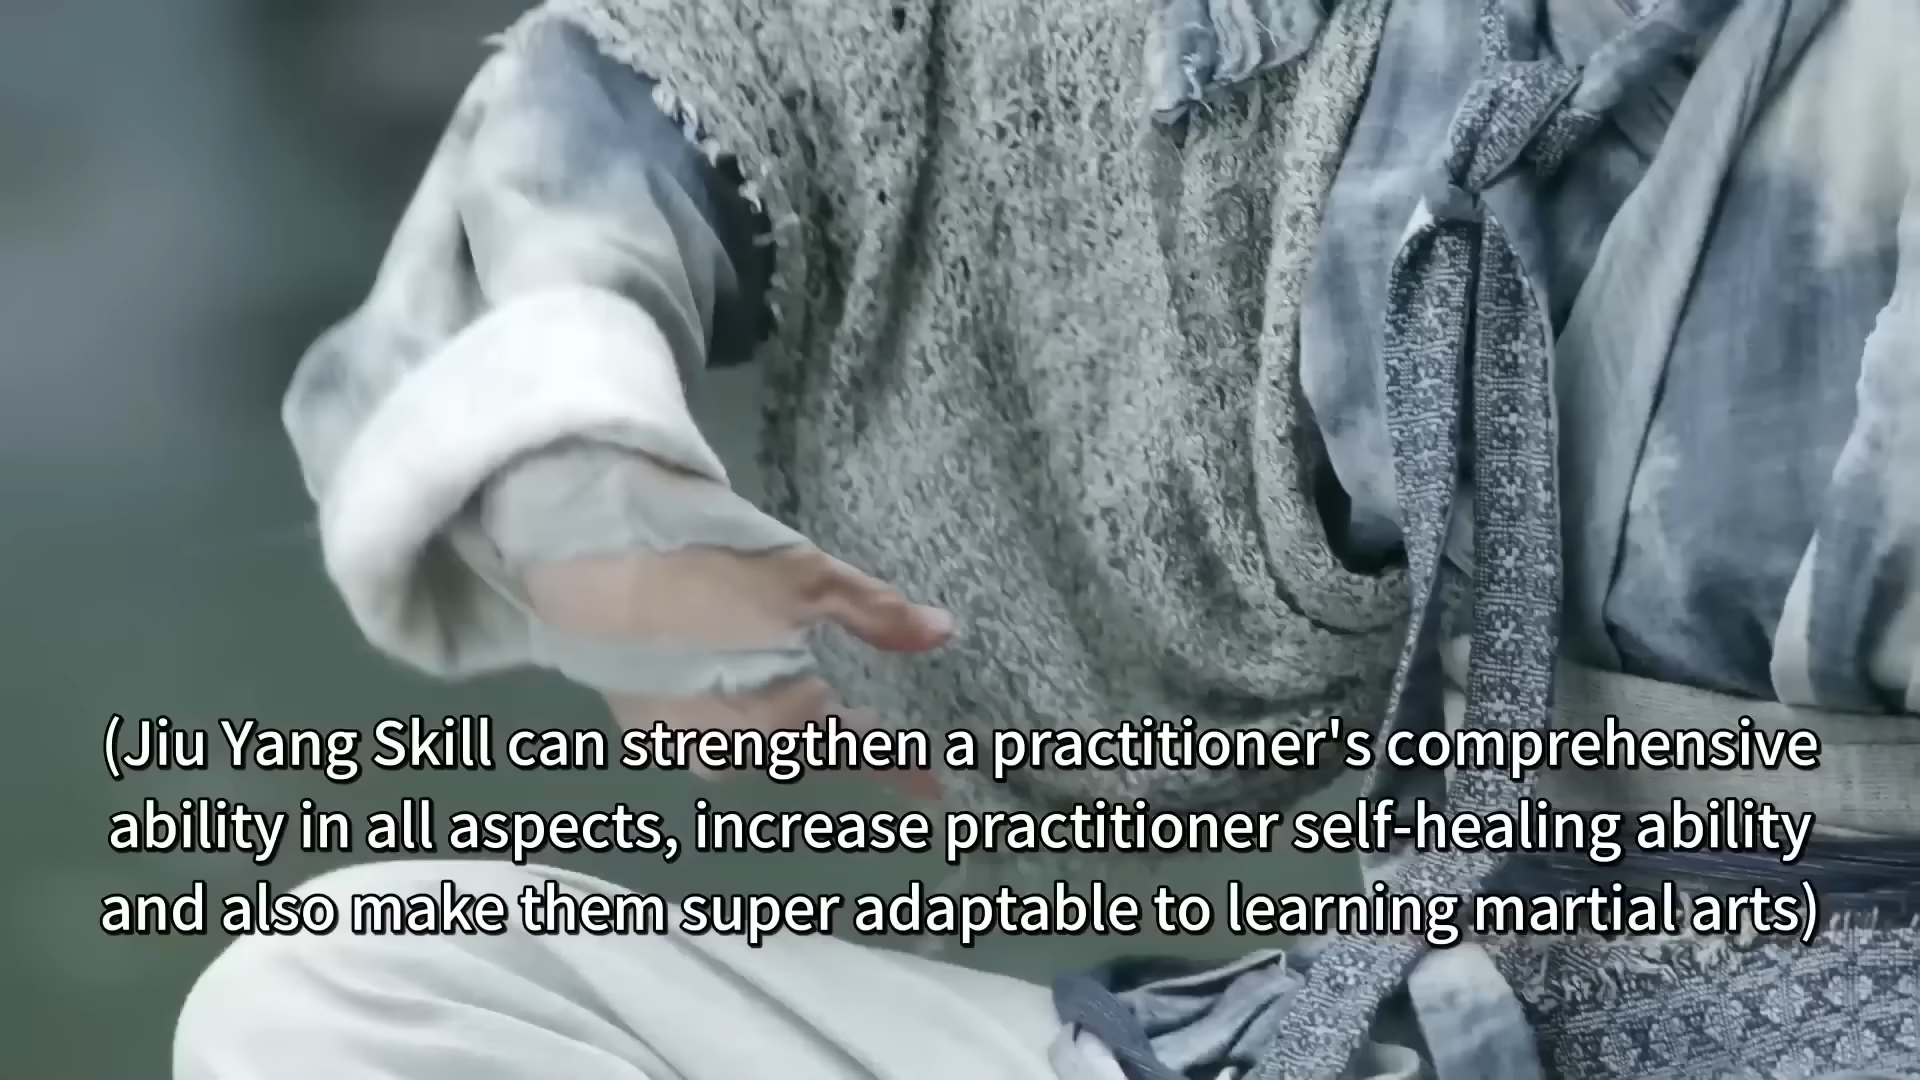 (Jiu Yang Skill can strengthen a practitioner's comprehensive
ability in all aspects, increase practitioner self-healing ability
and also make them super adaptable to learning martial arts)